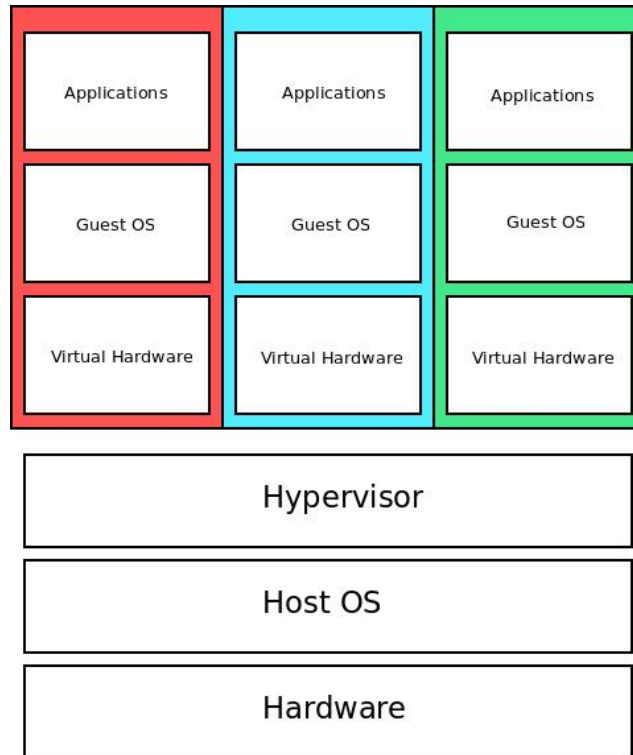 Applications
Applications
Applications
Guest OS
Guest OS
Guest OS
Virtual Hardware
Virtual Hardware
Virtual Hardware
Hypervisor
Host OS
Hardware